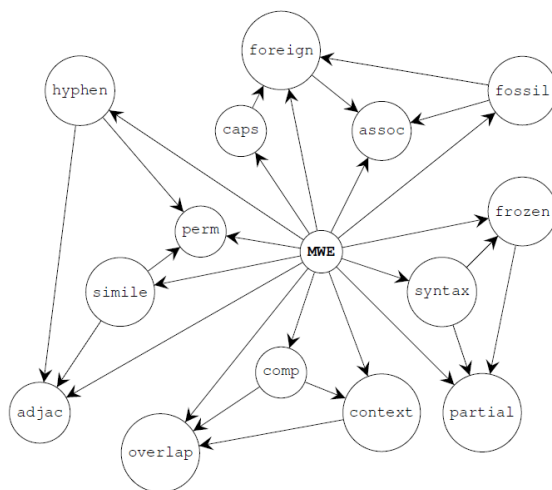 foreign
hyphen
fossil
caps
assoc
frozen
perm
MWE
simile
syntax
comp
adjac
context
partial
overlap